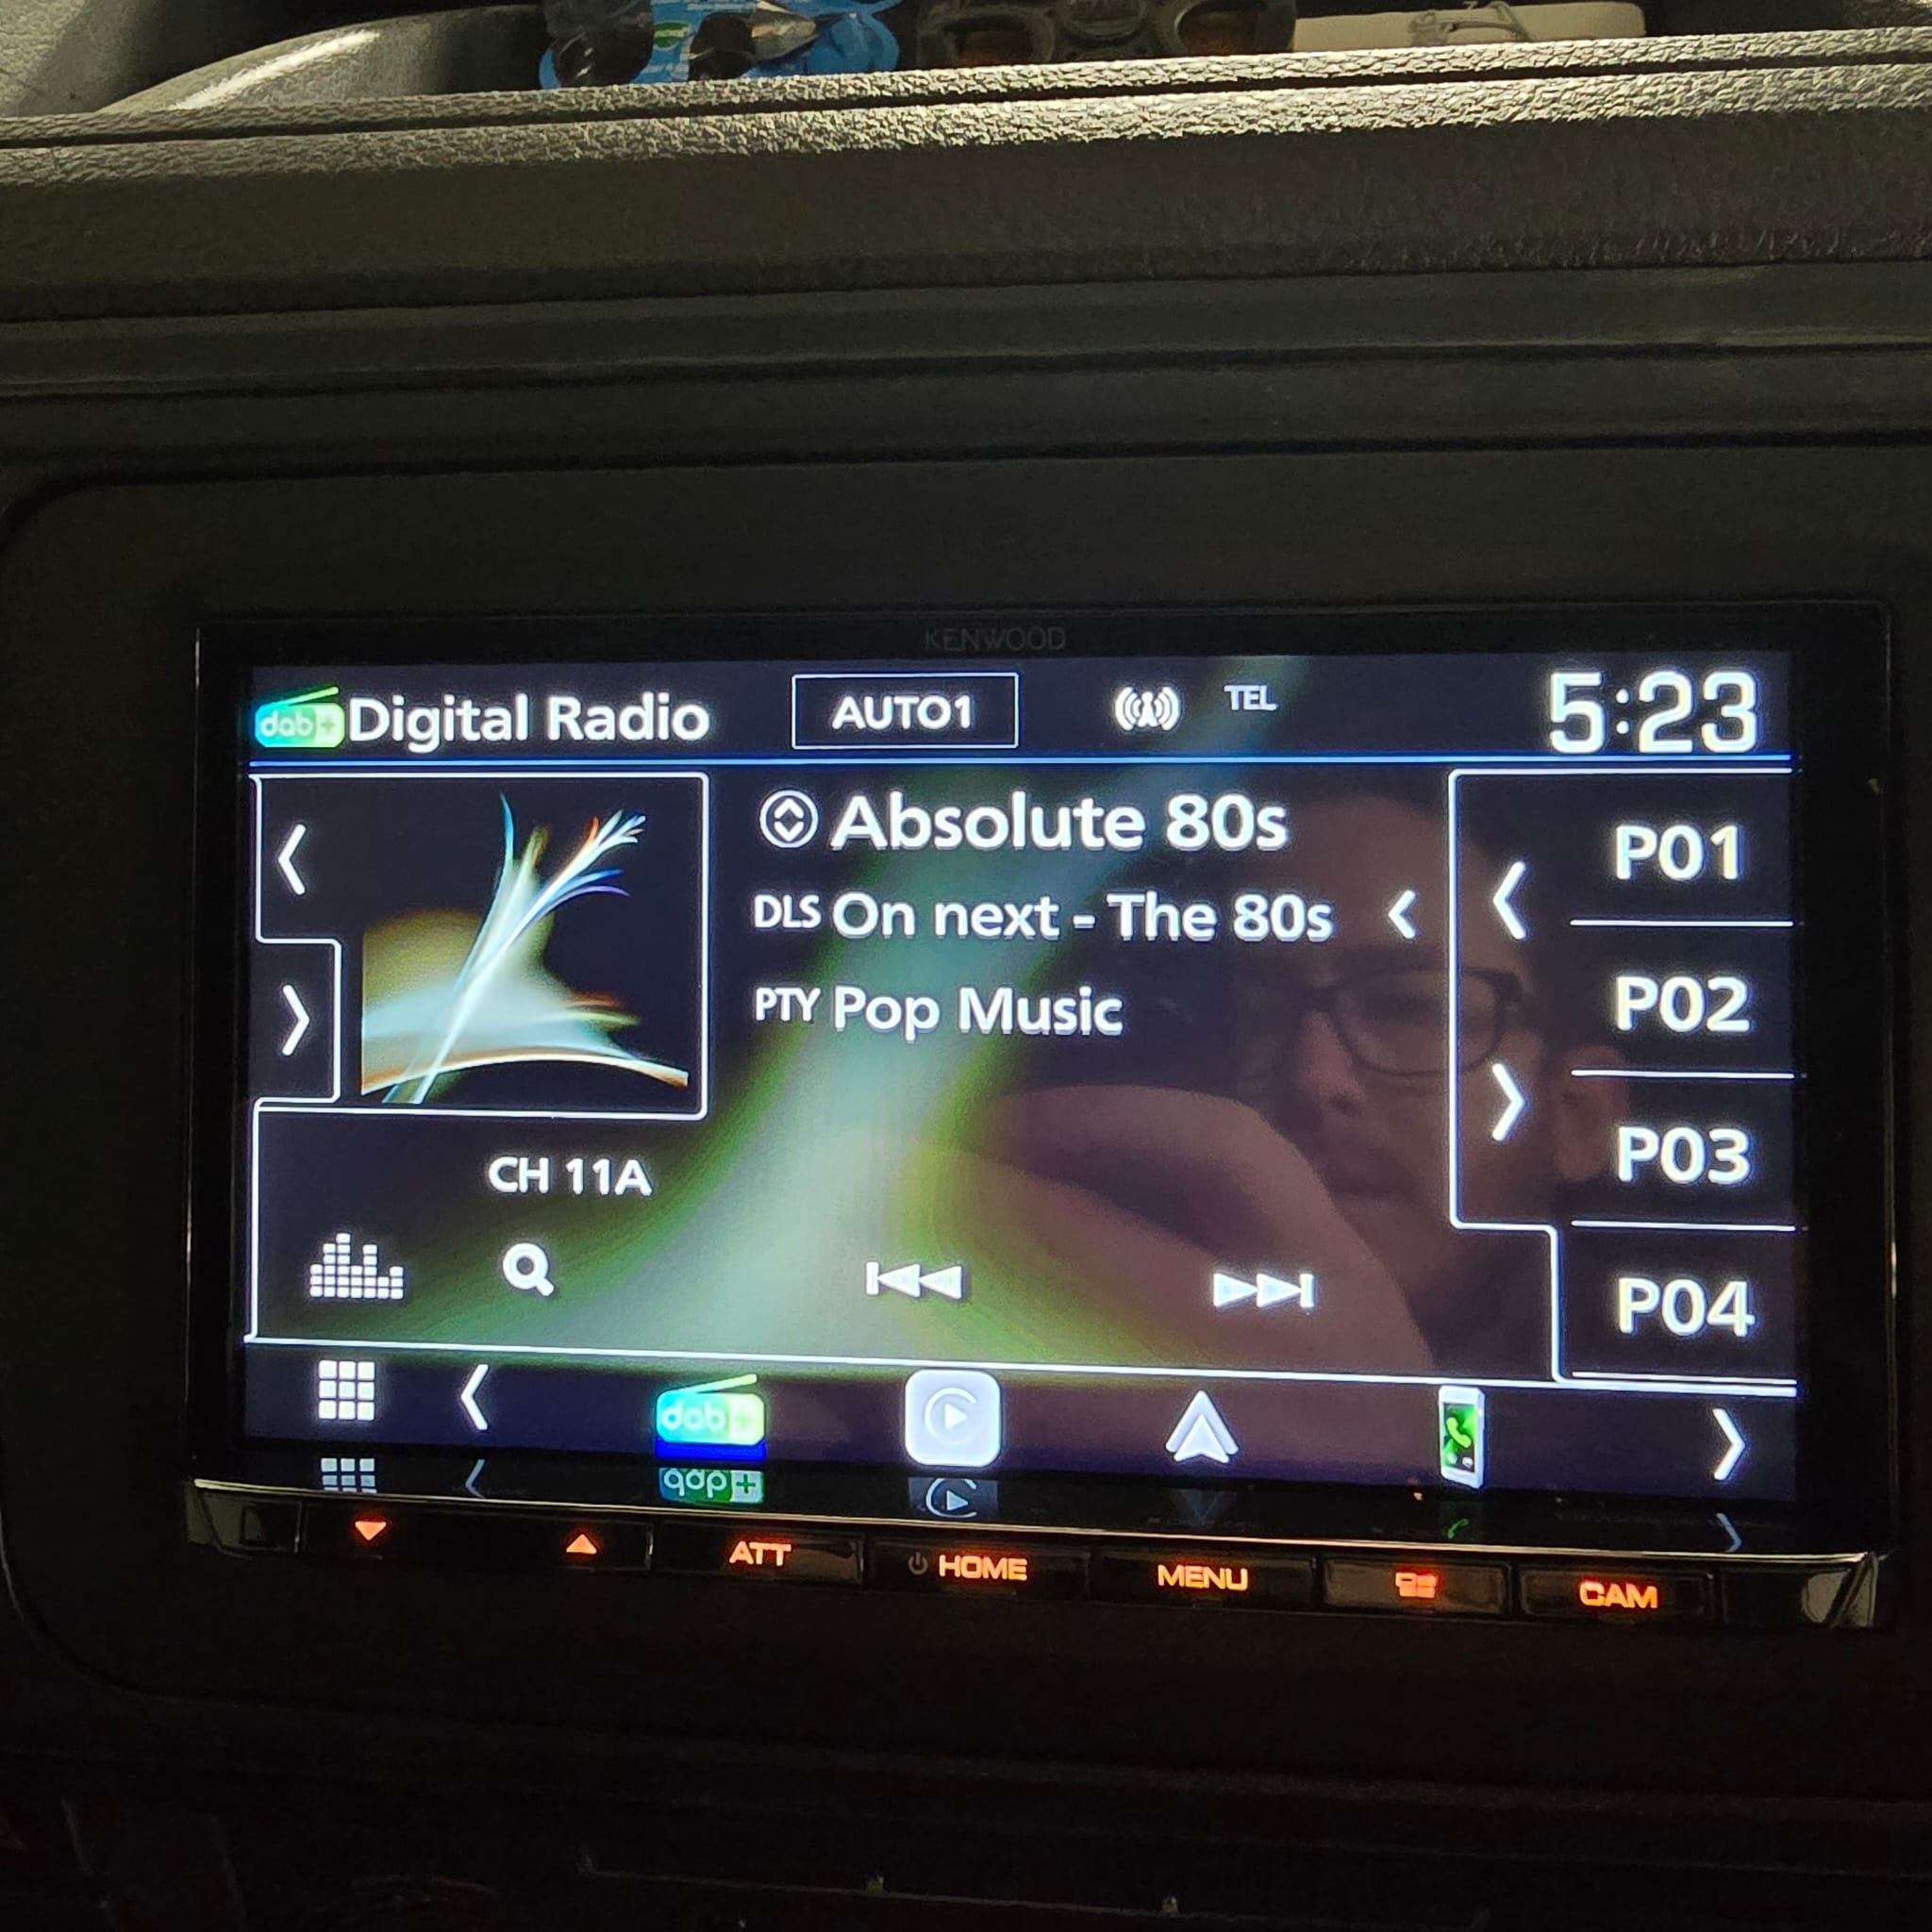 KENWOOD
dab+ Digital Radio AUTO1 TEL 5:23
Absolute 80s
DLS On next - The 80s
PTY Pop Music
CH 11A
P01
P02
P03
P04
dab+
ATT HOME MENU CAM